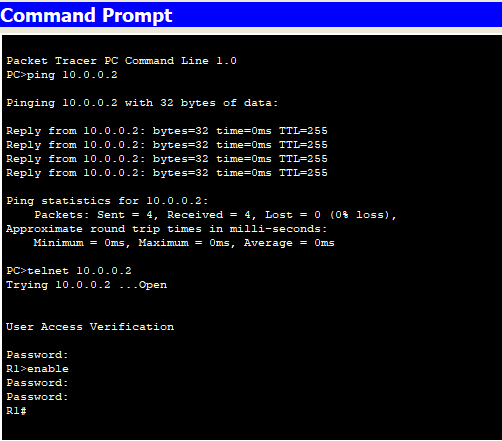 Command Prompt
Packet Tracer PC Command Line 1.0
PC>ping 10.0.0.2
Pinging 10.0.0.2 with 32 bytes of data:
Reply from 10.0.0.2: bytes=32 time=0ms TTL=255
Reply from 10.0.0.2: bytes=32 time=0ms TTL=255
Reply from 10.0.0.2: bytes=32 time=0ms TTL=255
Reply from 10.0.0.2: bytes=32 time=0ms TTL=255
Ping statistics for 10.0.0.2:
    Packets: Sent = 4, Received = 4, Lost = 0 (0% loss),
Approximate round trip times in milli-seconds:
    Minimum = 0ms, Maximum = 0ms, Average = 0ms
PC>telnet 10.0.0.2
Trying 10.0.0.2 ...Open
User Access Verification
Password:
R1>enable
Password:
Password:
R1#